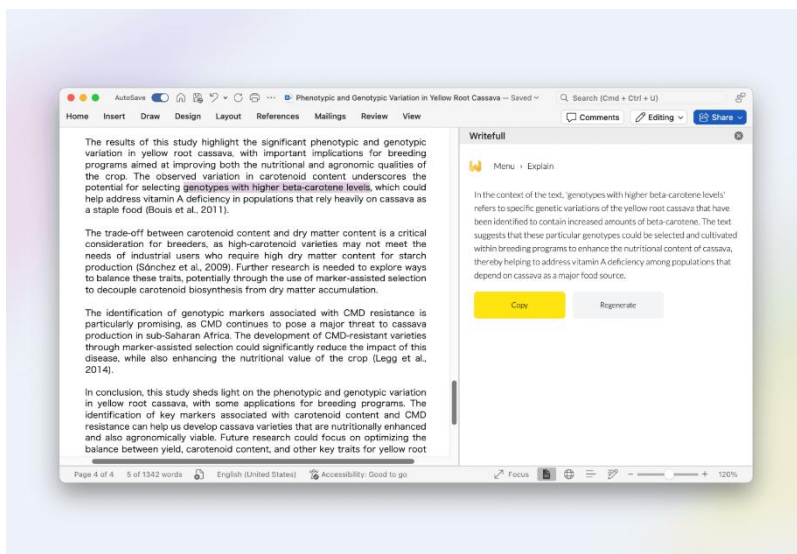 AutoSave
Phenotypic and Genotypic Variation in Yellow Root Cassava — Saved
Search (Cmd + Ctrl + U)
Home Insert Draw Design Layout References Mailings Review View
Comments Editing Share
The results of this study highlight the significant phenotypic and genotypic
variation in yellow root cassava, with important implications for breeding
programs aimed at improving both the nutritional and agronomic qualities of
the crop. The observed variation in carotenoid content underscores the
potential for selecting genotypes with higher beta-carotene levels, which could
help address vitamin A deficiency in populations that rely heavily on cassava as
a staple food (Bouis et al., 2011).
The trade-off between carotenoid content and dry matter content is a critical
consideration for breeders, as high-carotenoid varieties may not meet the
needs of industrial users who require high dry matter content for starch
production (Sánchez et al., 2009). Further research is needed to explore ways
to balance these traits, potentially through the use of marker-assisted selection
to decouple carotenoid biosynthesis from dry matter accumulation.
The identification of genotypic markers associated with CMD resistance is
particularly promising, as CMD continues to pose a major threat to cassava
production in sub-Saharan Africa. The development of CMD-resistant varieties
through marker-assisted selection could significantly reduce the impact of this
disease, while also enhancing the nutritional value of the crop (Legg et al.,
2014).
In conclusion, this study sheds light on the phenotypic and genotypic variation
in yellow root cassava, with some applications for breeding programs. The
identification of key markers associated with carotenoid content and CMD
resistance can help us develop cassava varieties that are nutritionally enhanced
and also agronomically viable. Future research could focus on optimizing the
balance between yield, carotenoid content, and other key traits for yellow root
Writefull
Menu › Explain
In the context of the text, 'genotypes with higher beta-carotene levels'
refers to specific genetic variations of the yellow root cassava that have
been identified to contain increased amounts of beta-carotene. The text
suggests that these particular genotypes could be selected and cultivated
within breeding programs to enhance the nutritional content of cassava,
thereby helping to address vitamin A deficiency among populations that
depend on cassava as a major food source.
Copy Regenerate
Page 4 of 4 5 of 1342 words English (United States) Accessibility: Good to go Focus 120%